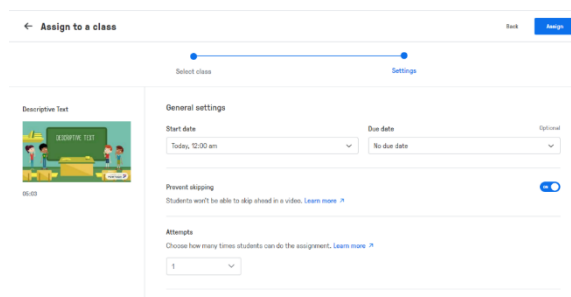 ← Assign to a class
Back
Assign
Select class
Settings
Descriptive Text
DESCRIPTIVE TEXT
05:03
General settings
Start date
Due date
Optional
Today, 12:00 am
No due date
Prevent skipping
ON
Students won't be able to skip ahead in a video. Learn more ↗
Attempts
Choose how many times students can do the assignment. Learn more ↗
1